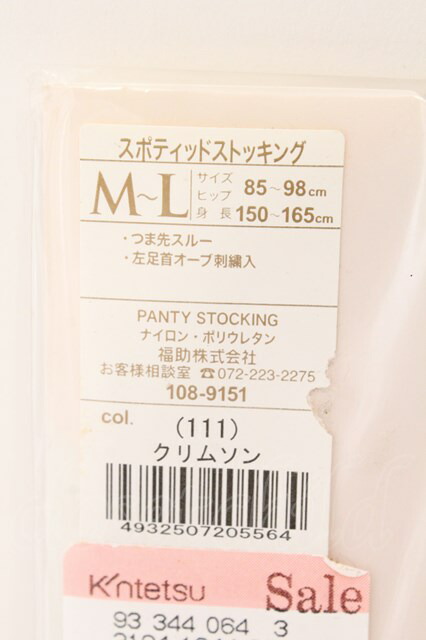 スポティッドストッキング
M~L
サイズ
ヒップ 85~98cm
身長 150~165cm
・つま先スルー
・左足首オーブ刺繍入
PANTY STOCKING
ナイロン・ポリウレタン
福助株式会社
お客様相談室 ☎072-223-2275
108-9151
col.
(111)
クリムソン
4932507205564
Kintetsu Sale
93 344 064 3